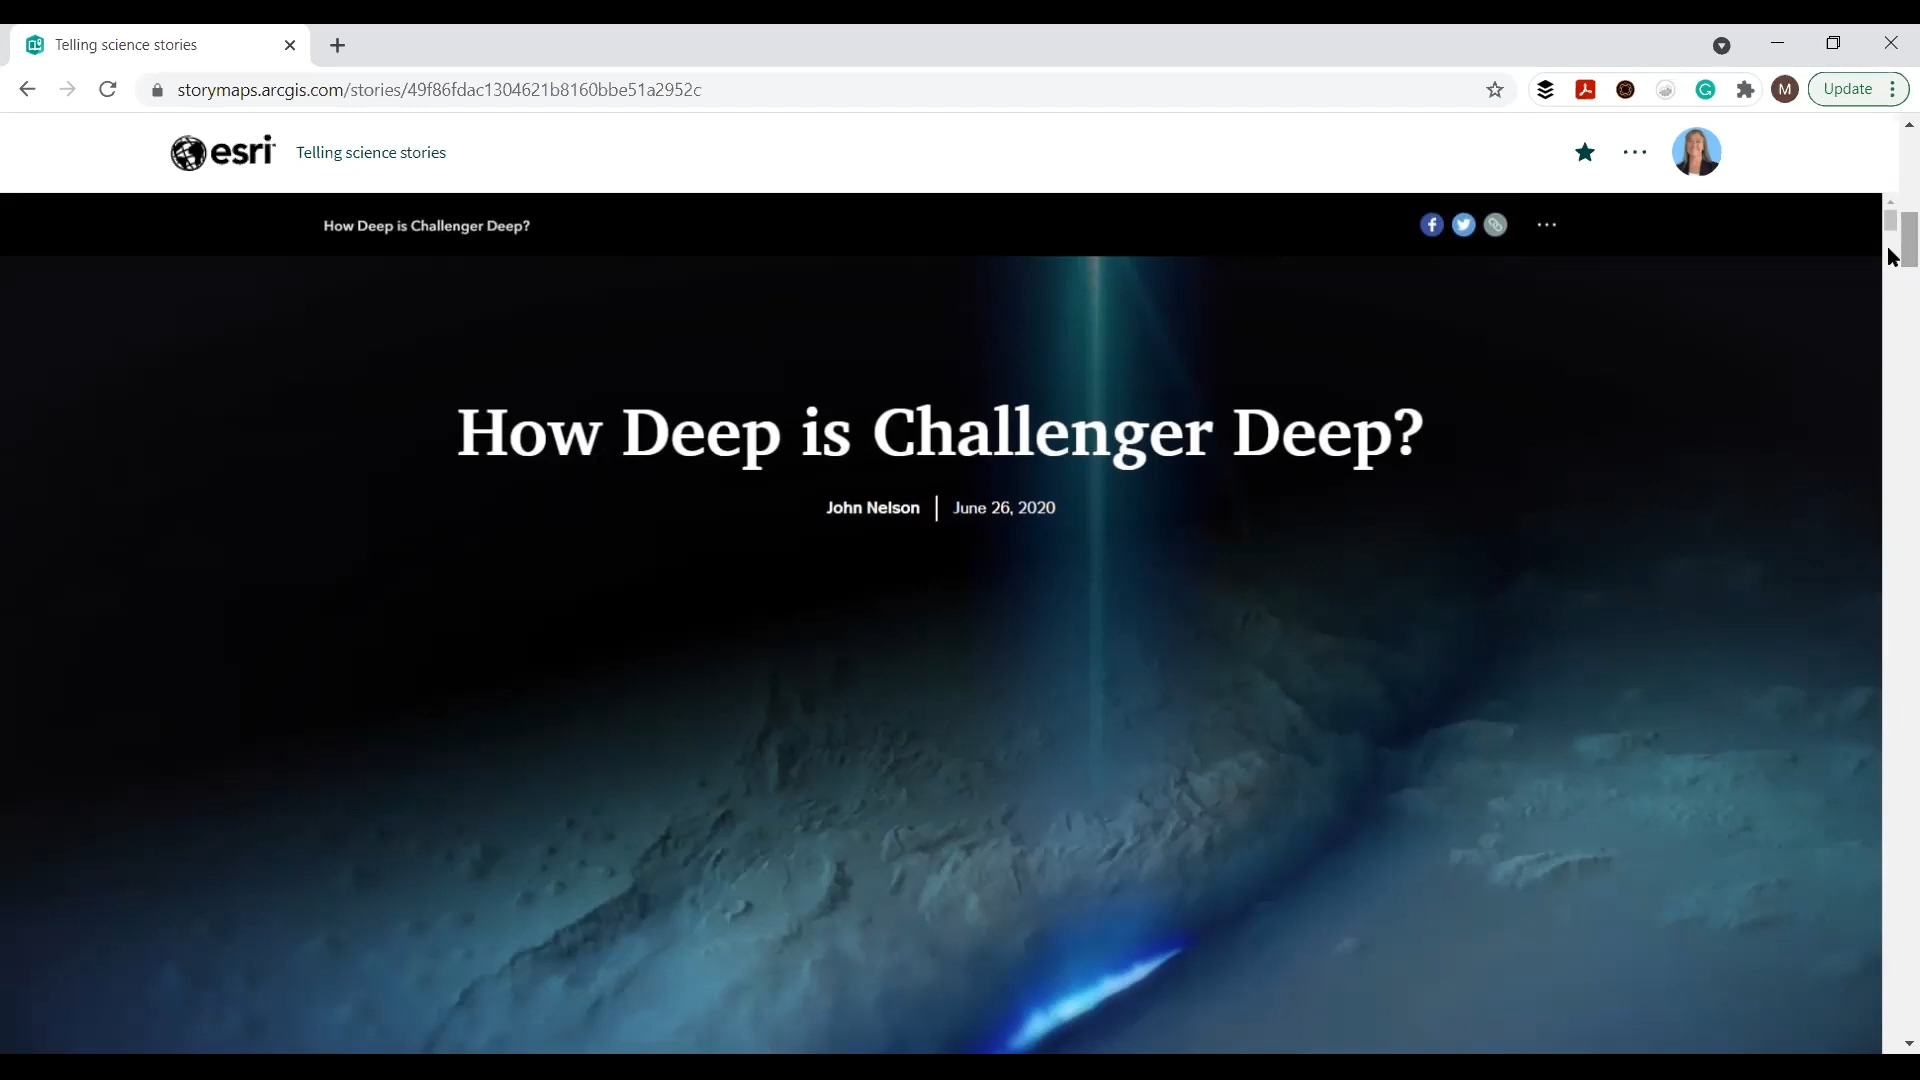 Telling science stories
storymaps.arcgis.com/stories/49f86fdac1304621b8160bbe51a2952c
M
Update
esri
Telling science stories
How Deep is Challenger Deep?
How Deep is Challenger Deep?
John Nelson | June 26, 2020